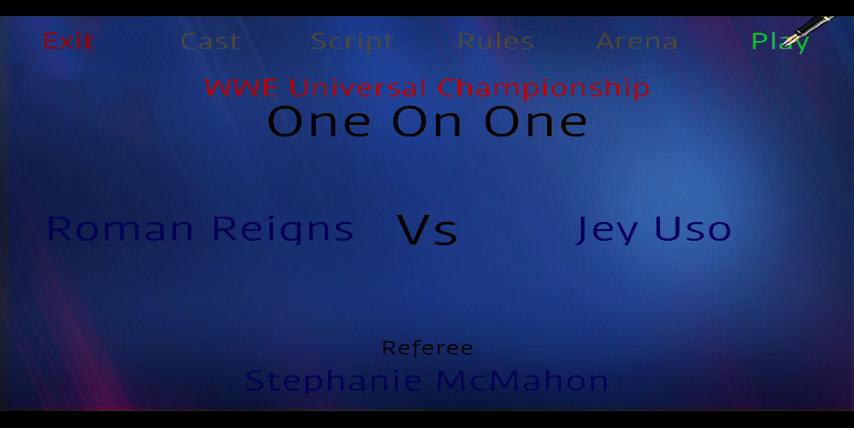 Exit Cast Script Rules Arena Play
WWE Universal Championship
One On One
Roman Reigns Vs Jey Uso
Referee
Stephanie McMahon